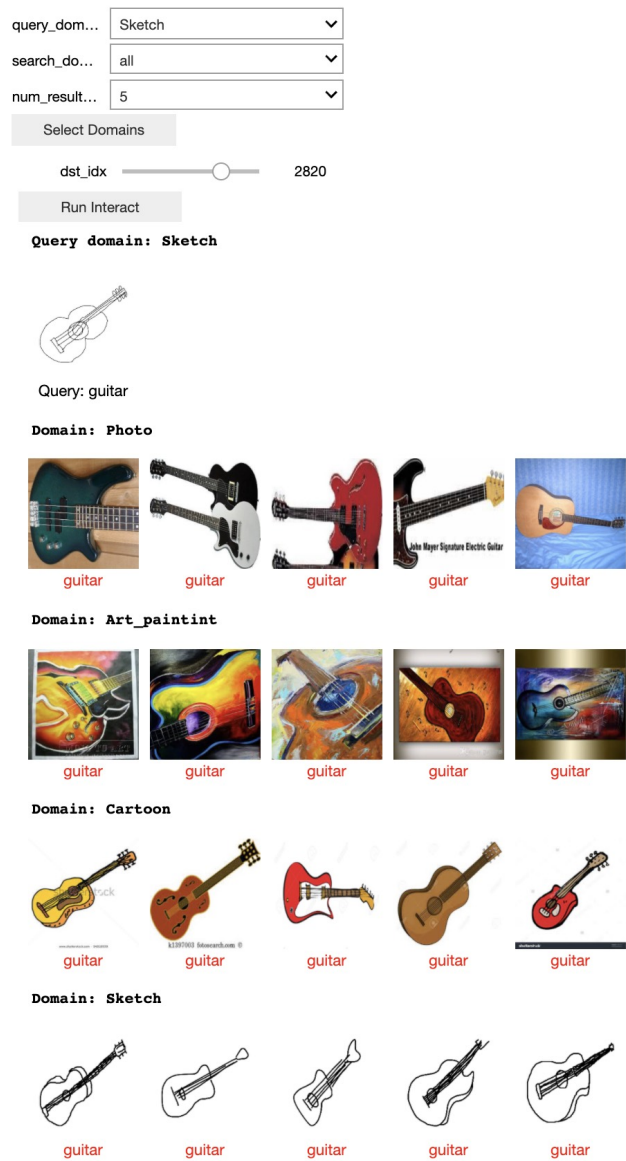 query_dom... Sketch
search_do... all
num_result... 5
Select Domains
dst_idx 2820
Run Interact
Query domain: Sketch
Query: guitar
Domain: Photo
John Mayer Signature Electric Guitar
guitar guitar guitar guitar guitar
Domain: Art_paintint
guitar guitar guitar guitar guitar
Domain: Cartoon
k1397003 fotosearch.com ©
guitar guitar guitar guitar guitar
Domain: Sketch
guitar guitar guitar guitar guitar